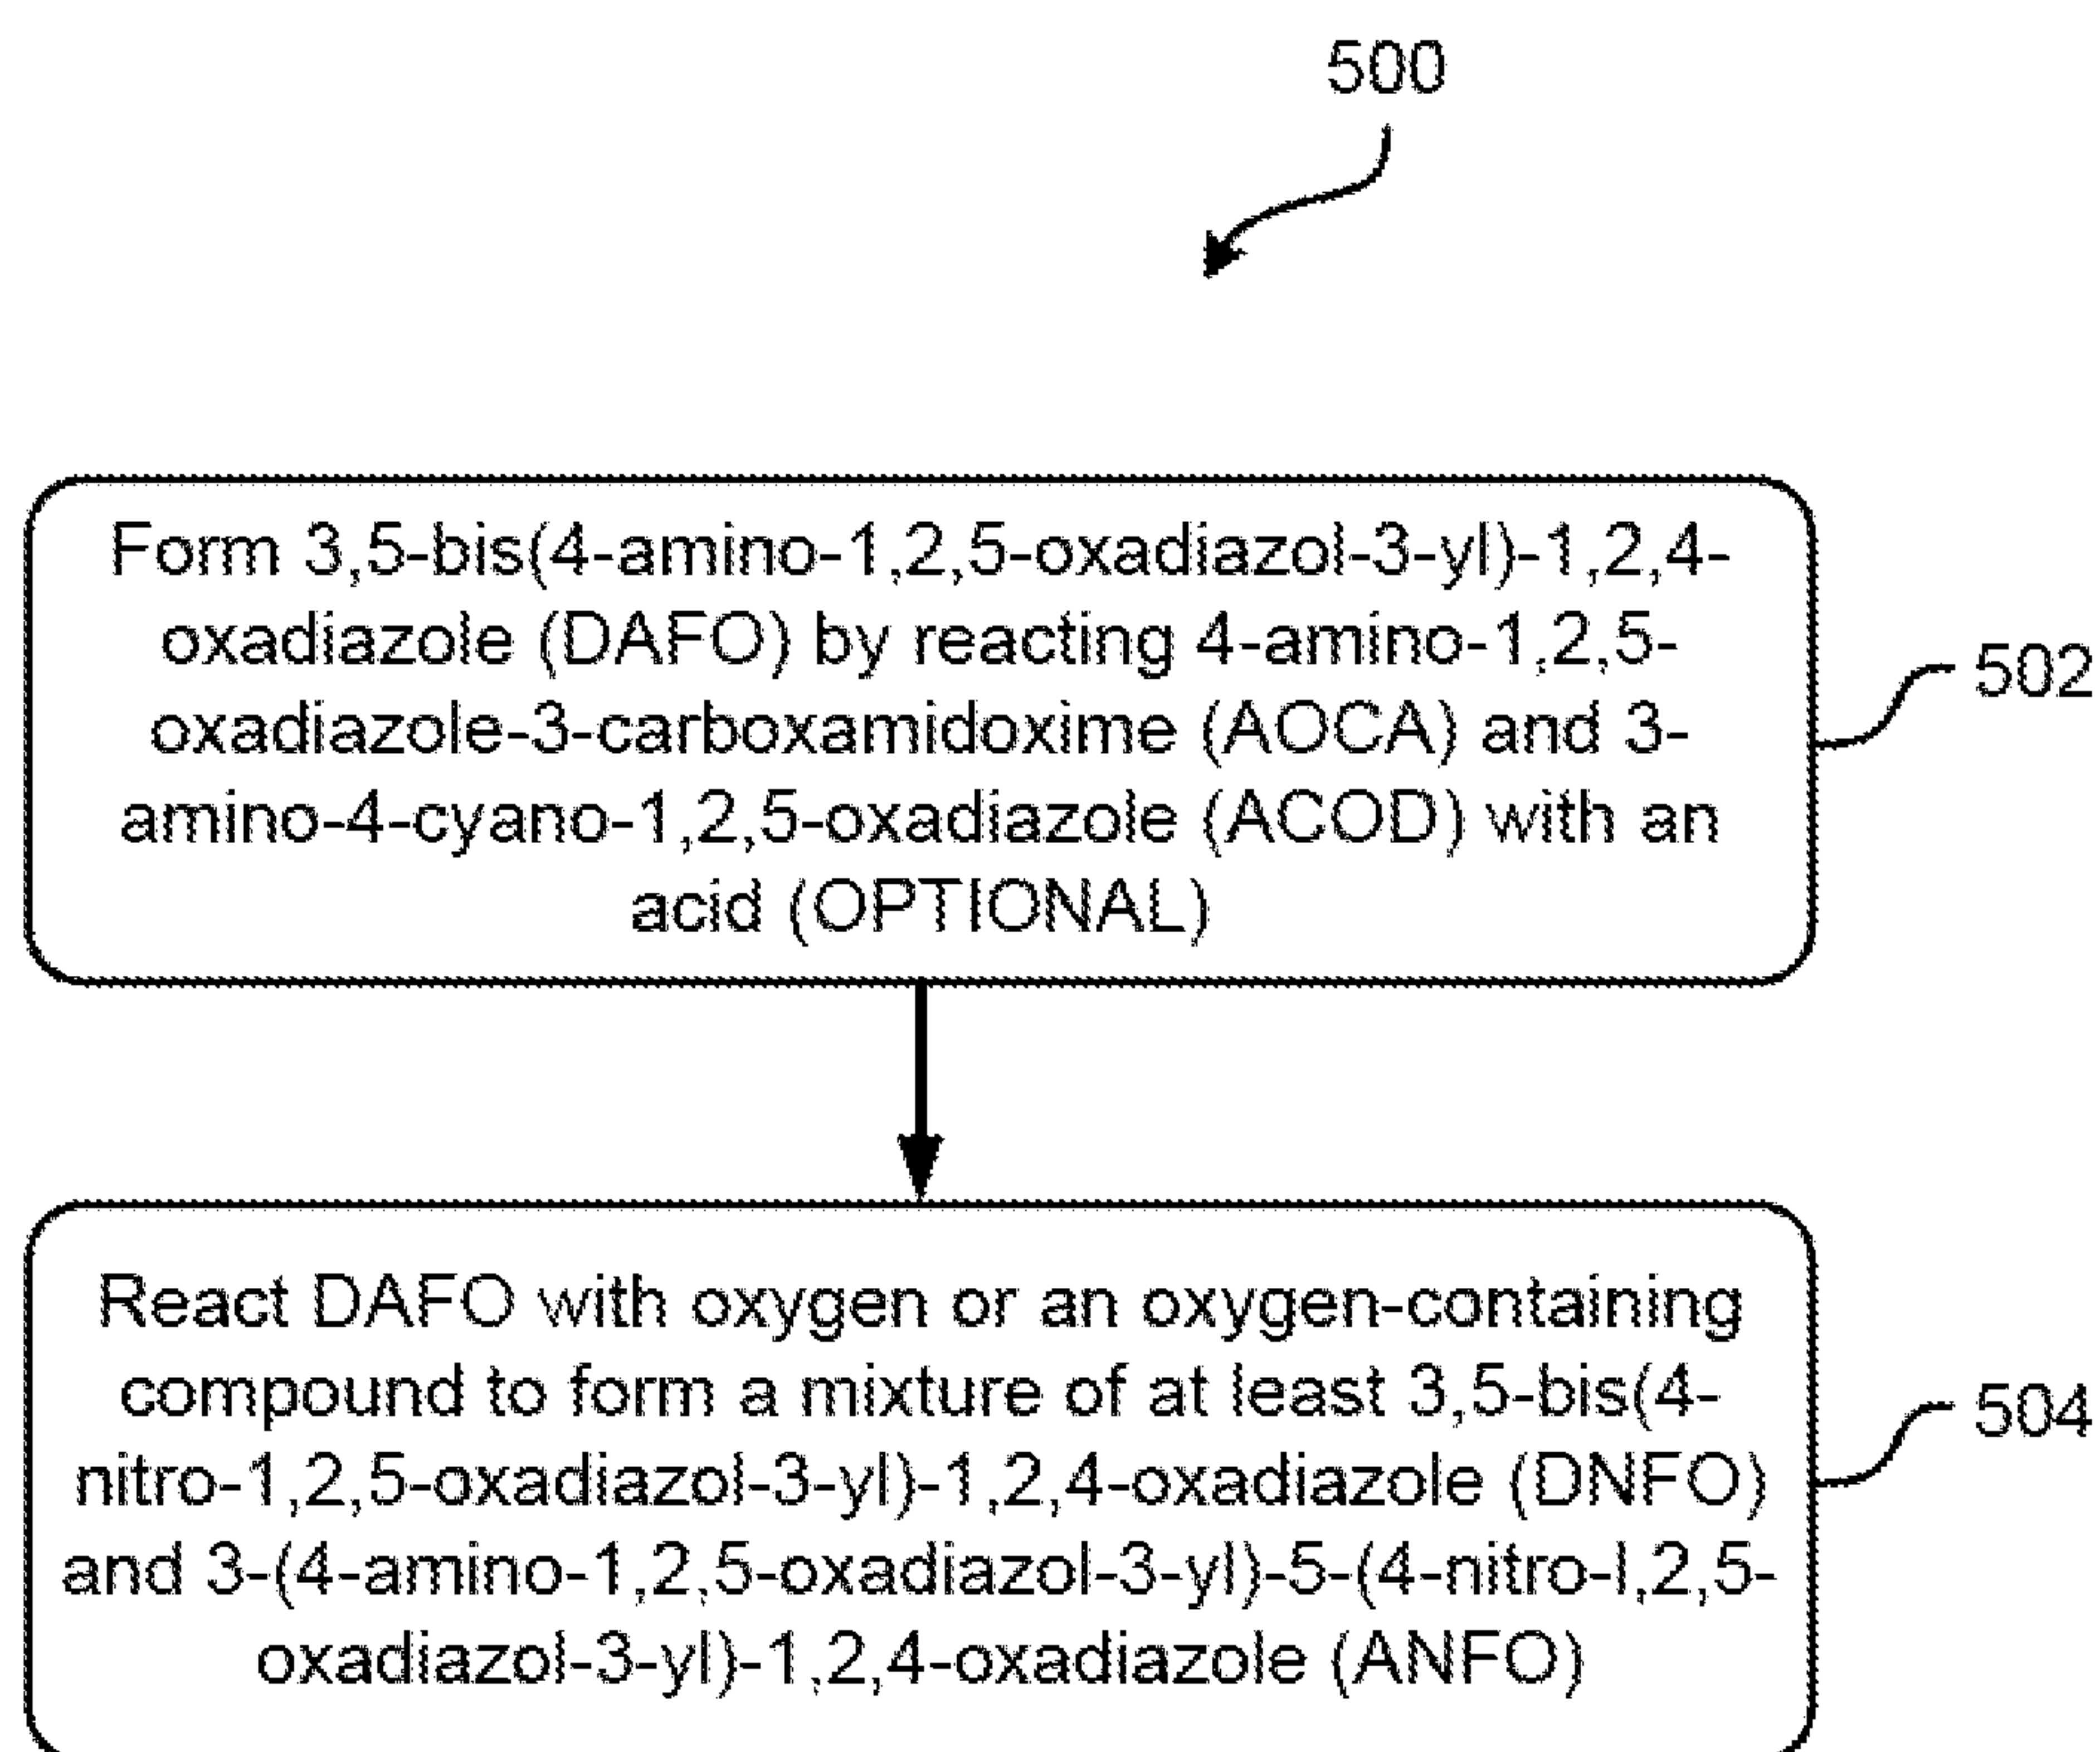 500
Form 3,5-bis(4-amino-1,2,5-oxadiazol-3-yl)-1,2,4-
oxadiazole (DAFO) by reacting 4-amino-1,2,5-
oxadiazole-3-carboxamidoxime (AOCA) and 3-
amino-4-cyano-1,2,5-oxadiazole (ACOD) with an
acid (OPTIONAL)
502
React DAFO with oxygen or an oxygen-containing
compound to form a mixture of at least 3,5-bis(4-
nitro-1,2,5-oxadiazol-3-yl)-1,2,4-oxadiazole (DNFO)
and 3-(4-amino-1,2,5-oxadiazol-3-yl)-5-(4-nitro-l,2,5-
oxadiazol-3-yl)-1,2,4-oxadiazole (ANFO)
504